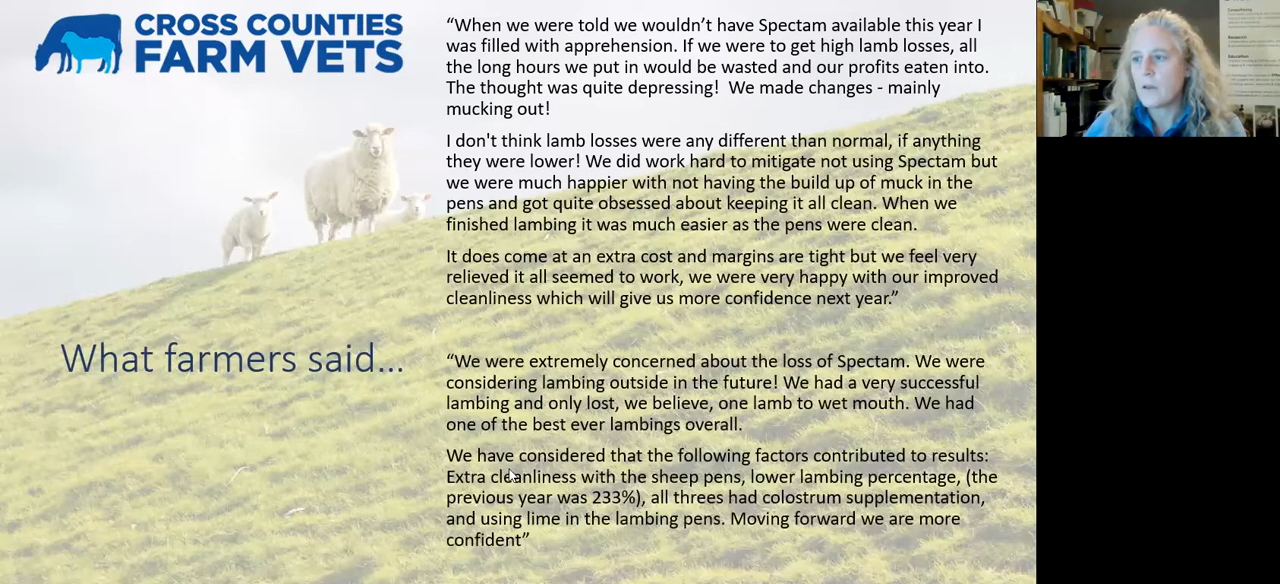 CROSS COUNTIES
FARM VETS
“When we were told we wouldn’t have Spectam available this year I
was filled with apprehension. If we were to get high lamb losses, all
the long hours we put in would be wasted and our profits eaten into.
The thought was quite depressing!  We made changes - mainly
mucking out!
I don't think lamb losses were any different than normal, if anything
they were lower! We did work hard to mitigate not using Spectam but
we were much happier with not having the build up of muck in the
pens and got quite obsessed about keeping it all clean. When we
finished lambing it was much easier as the pens were clean.
It does come at an extra cost and margins are tight but we feel very
relieved it all seemed to work, we were very happy with our improved
cleanliness which will give us more confidence next year.”
What farmers said...
“We were extremely concerned about the loss of Spectam. We were
considering lambing outside in the future! We had a very successful
lambing and only lost, we believe, one lamb to wet mouth. We had
one of the best ever lambings overall.
We have considered that the following factors contributed to results:
Extra cleanliness with the sheep pens, lower lambing percentage, (the
previous year was 233%), all threes had colostrum supplementation,
and using lime in the lambing pens. Moving forward we are more
confident”